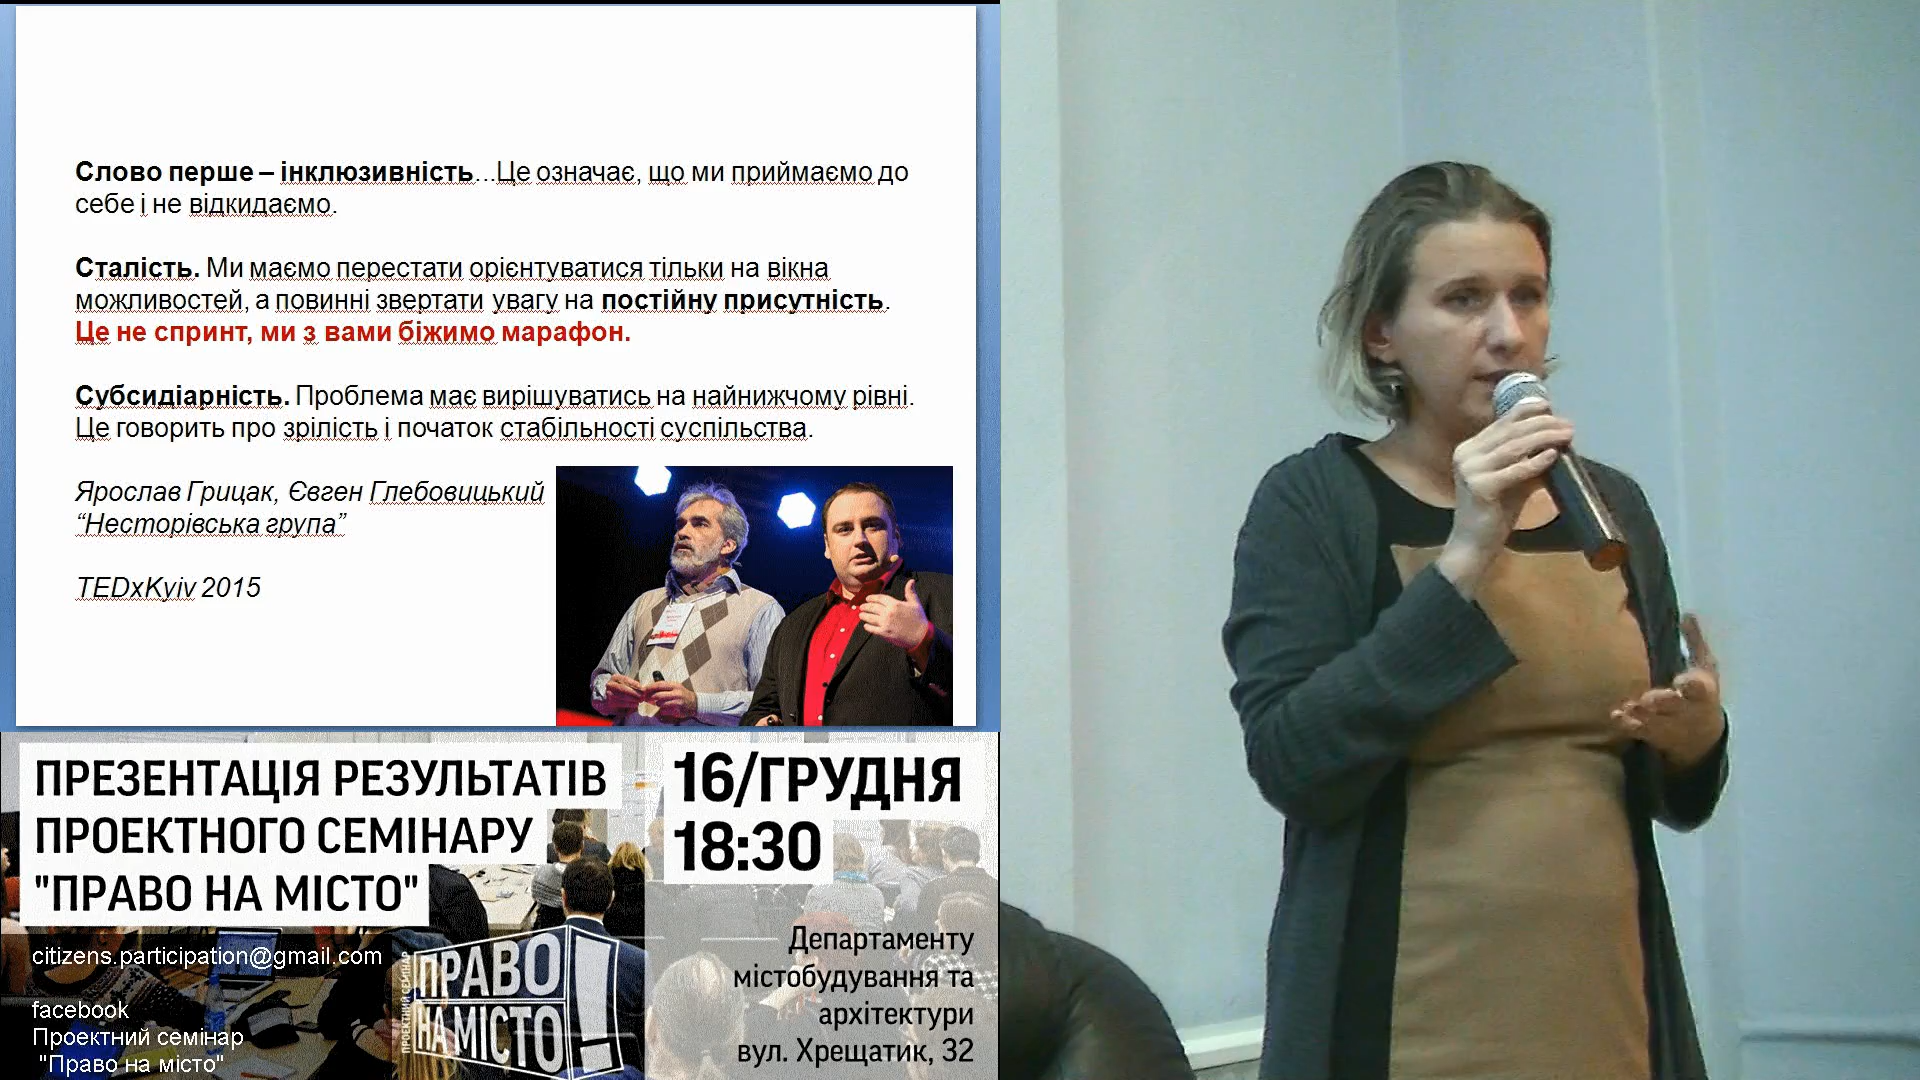 Слово перше – інклюзивність...Це означає, що ми приймаємо до
себе і не відкидаємо.
Сталість. Ми маємо перестати орієнтуватися тільки на вікна
можливостей, а повинні звертати увагу на постійну присутність.
Це не спринт, ми з вами біжимо марафон.
Субсидіарність. Проблема має вирішуватись на найнижчому рівні.
Це говорить про зрілість і початок стабільності суспільства.
Ярослав Грицак, Євген Глебовицький
“Несторівська група”
TEDxKyiv 2015
ПРЕЗЕНТАЦІЯ РЕЗУЛЬТАТІВ
ПРОЕКТНОГО СЕМІНАРУ
"ПРАВО НА МІСТО"
16/ГРУДНЯ
18:30
citizens.participation@gmail.com
facebook
Проектний семінар
"Право на місто"
ПРОЕКТНИЙ СЕМІНАР
ПРАВО
НА МІСТО!
Департаменту
містобудування та
архітектури
вул. Хрещатик, 32